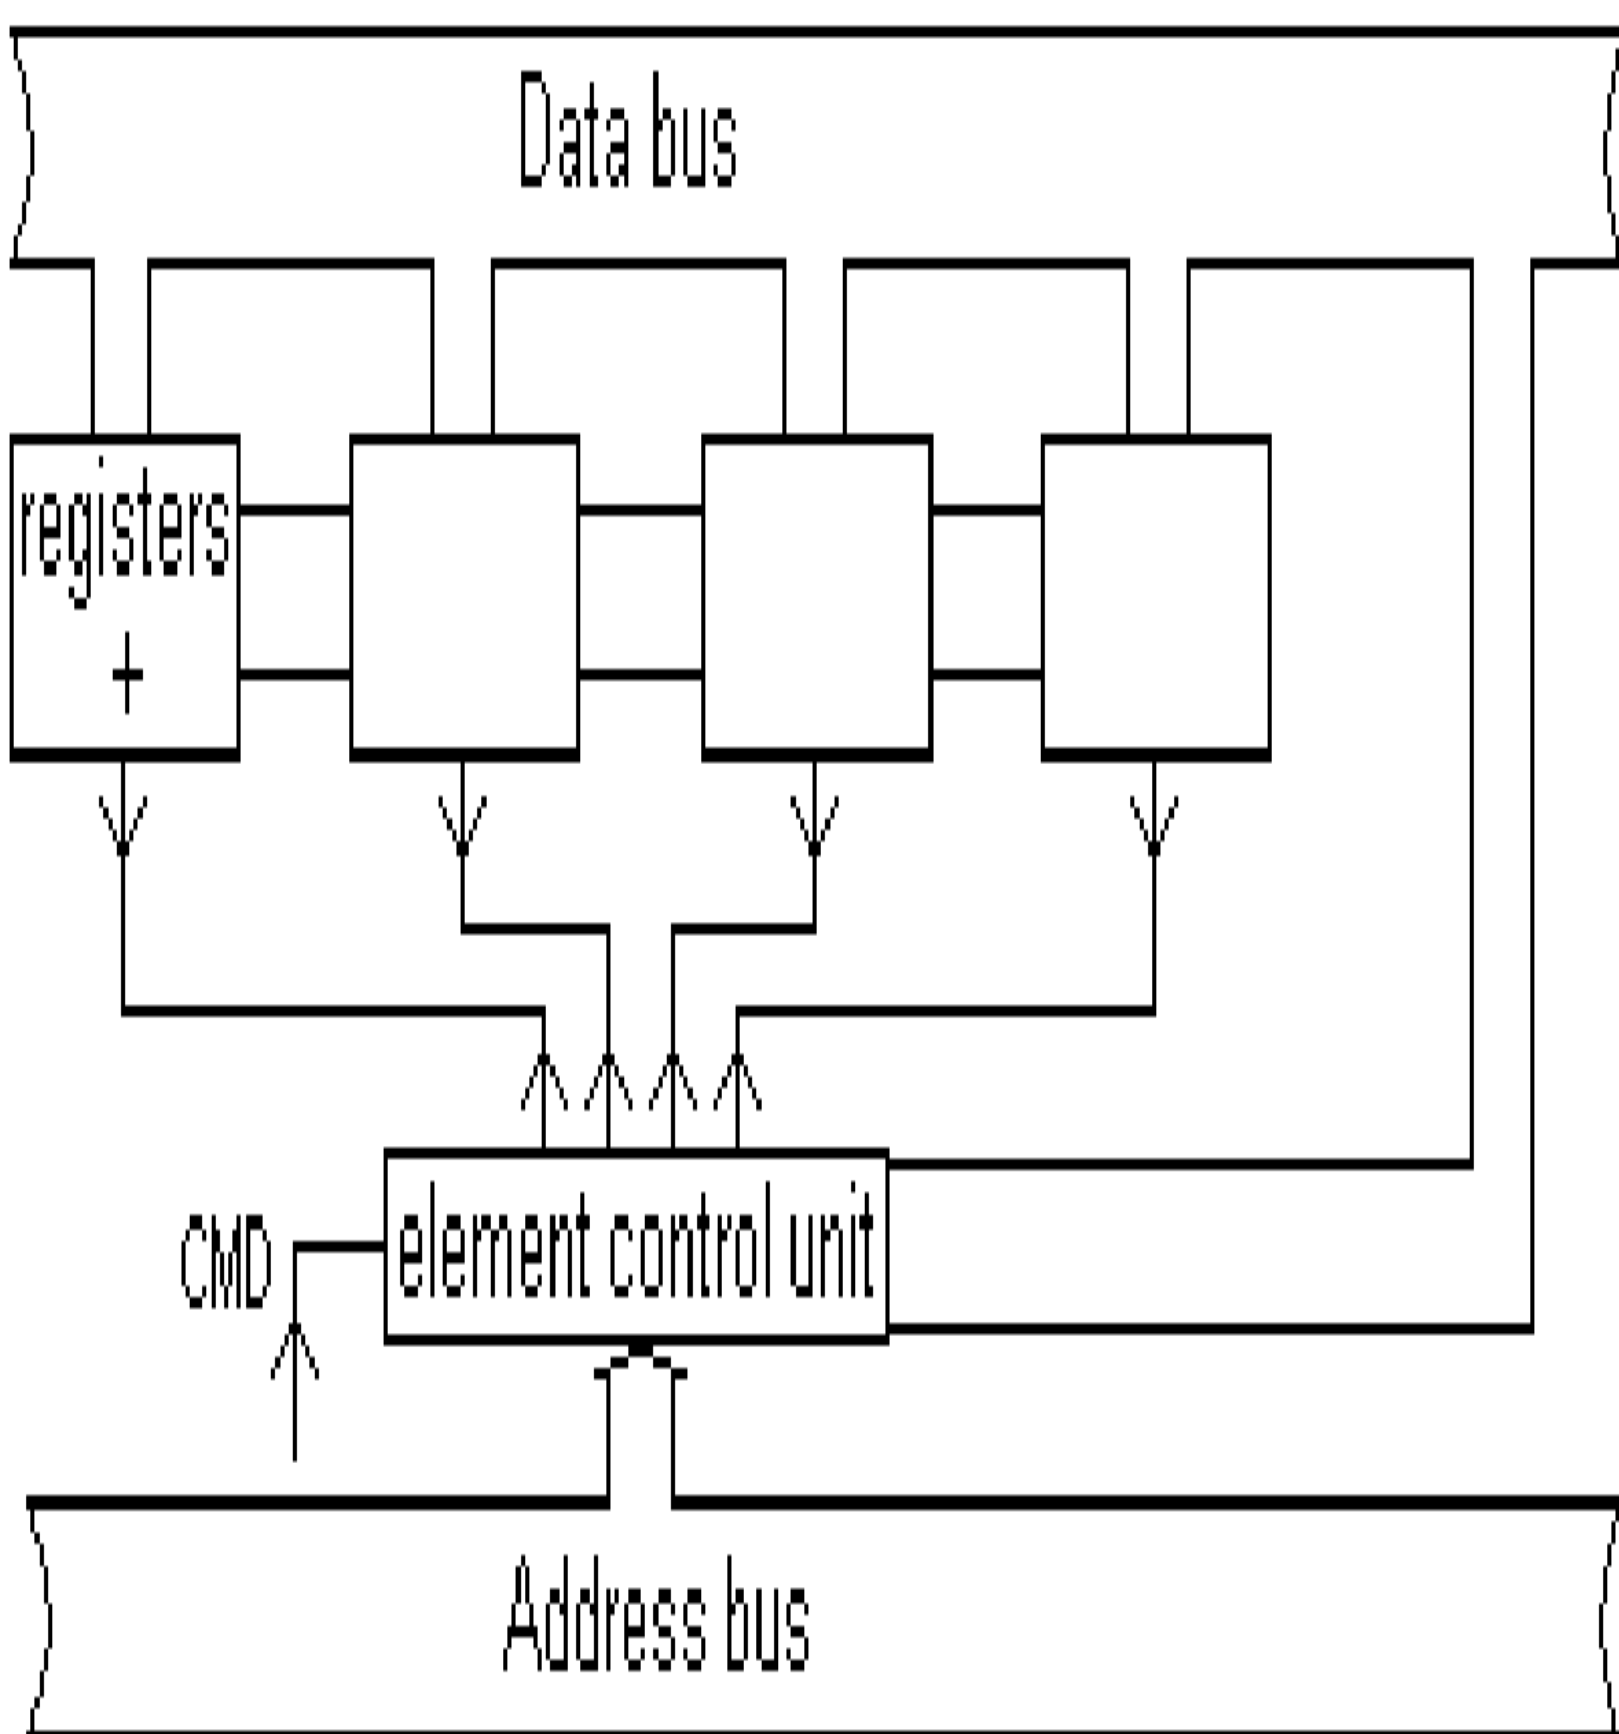 Data bus
registers
+
CMD
element control unit
Address bus